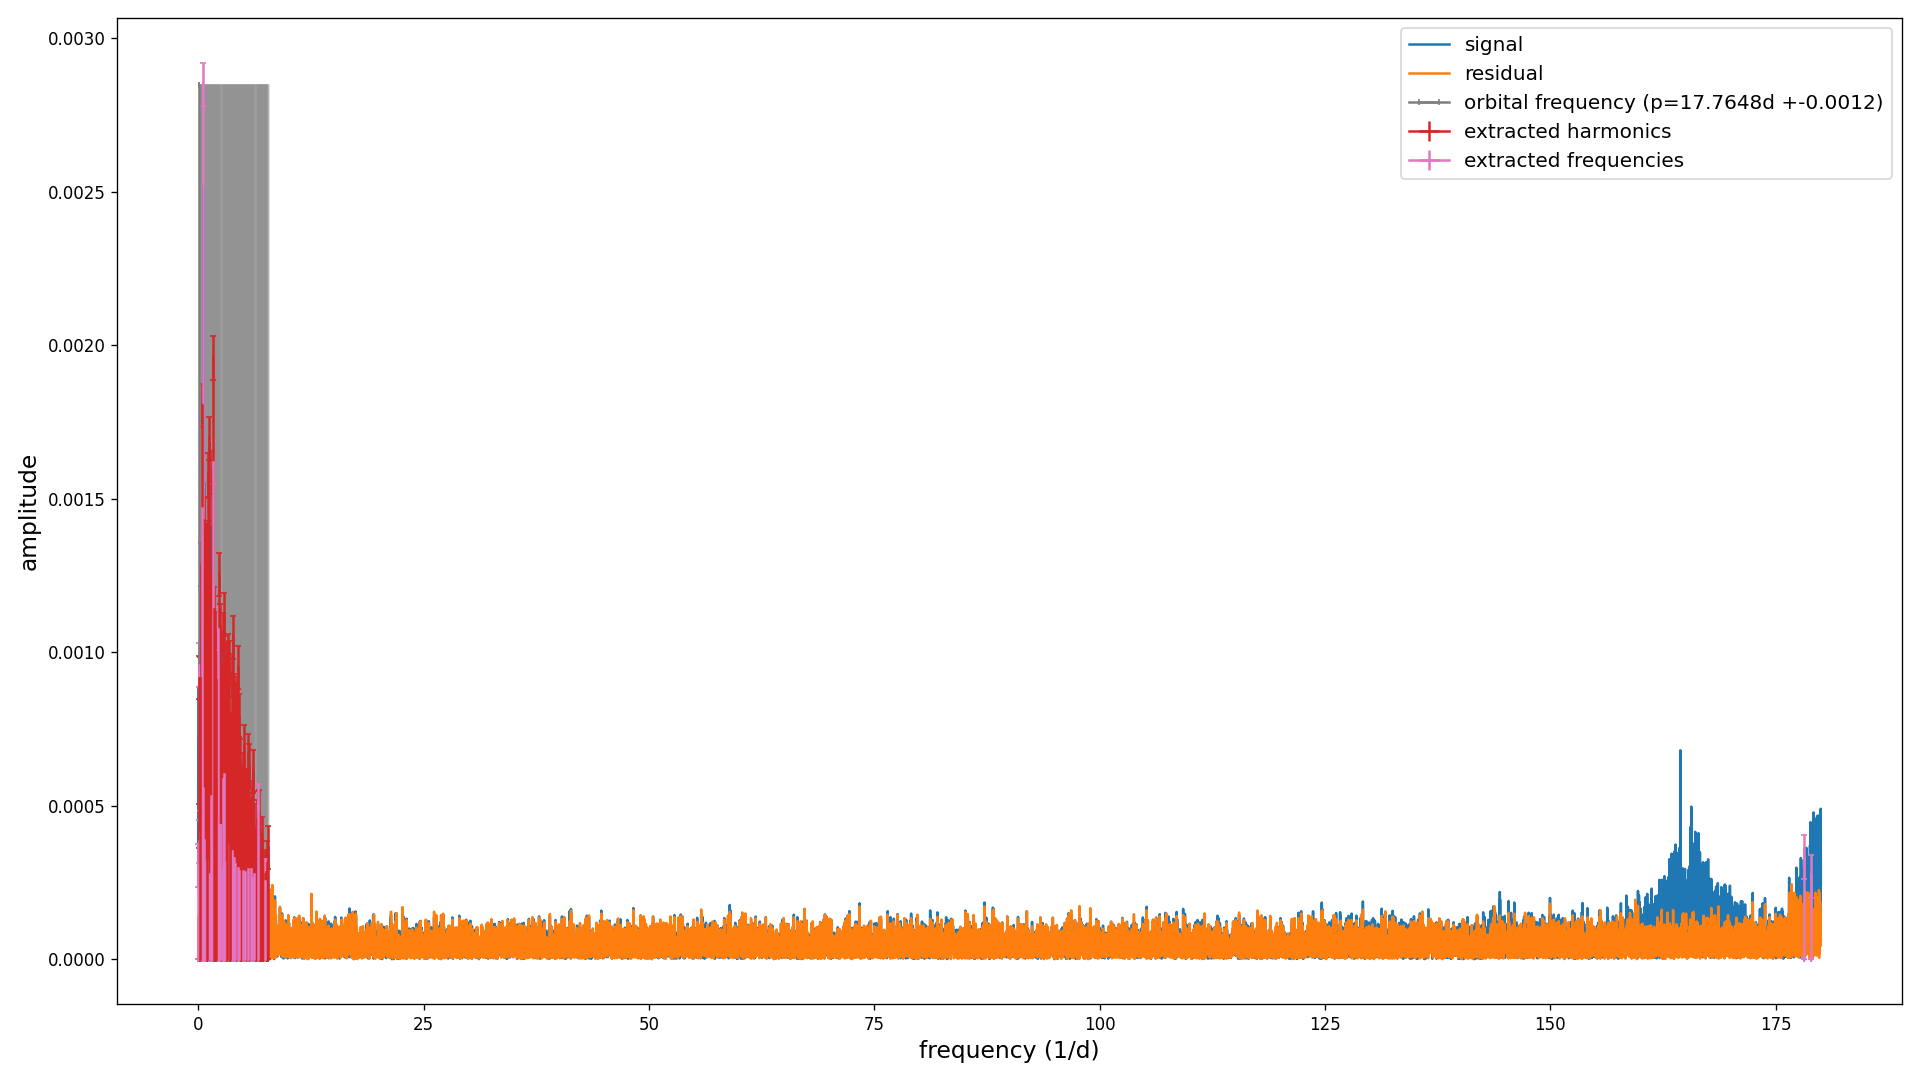 0.0030
0.0025
0.0020
0.0015
0.0010
0.0005
0.0000
amplitude
signal
residual
orbital frequency (p=17.7648d +-0.0012)
extracted harmonics
extracted frequencies
0 25 50 75 100 125 150 175
frequency (1/d)